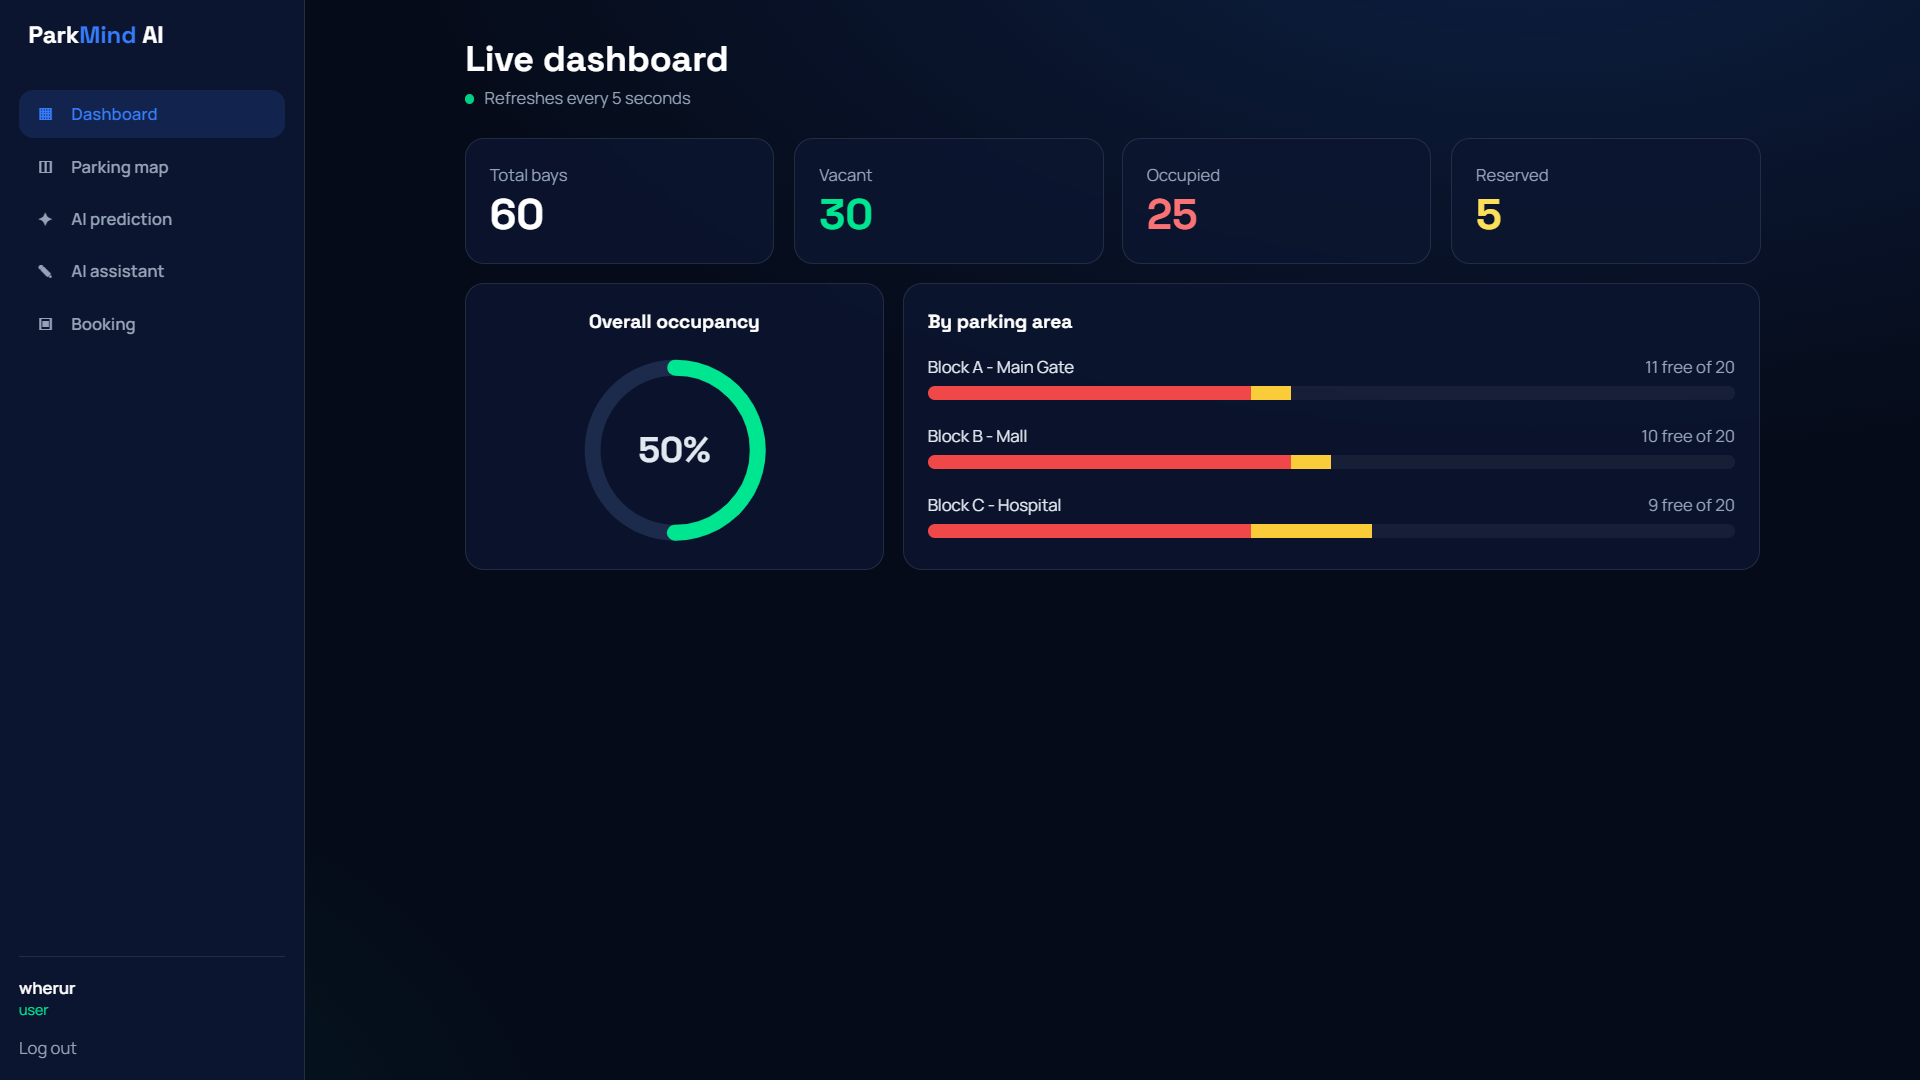 ParkMind AI
Dashboard
Parking map
AI prediction
AI assistant
Booking
wherur
user
Log out
Live dashboard
Refreshes every 5 seconds
Total bays
60
Vacant
30
Occupied
25
Reserved
5
Overall occupancy
50%
By parking area
Block A - Main Gate 11 free of 20
Block B - Mall 10 free of 20
Block C - Hospital 9 free of 20